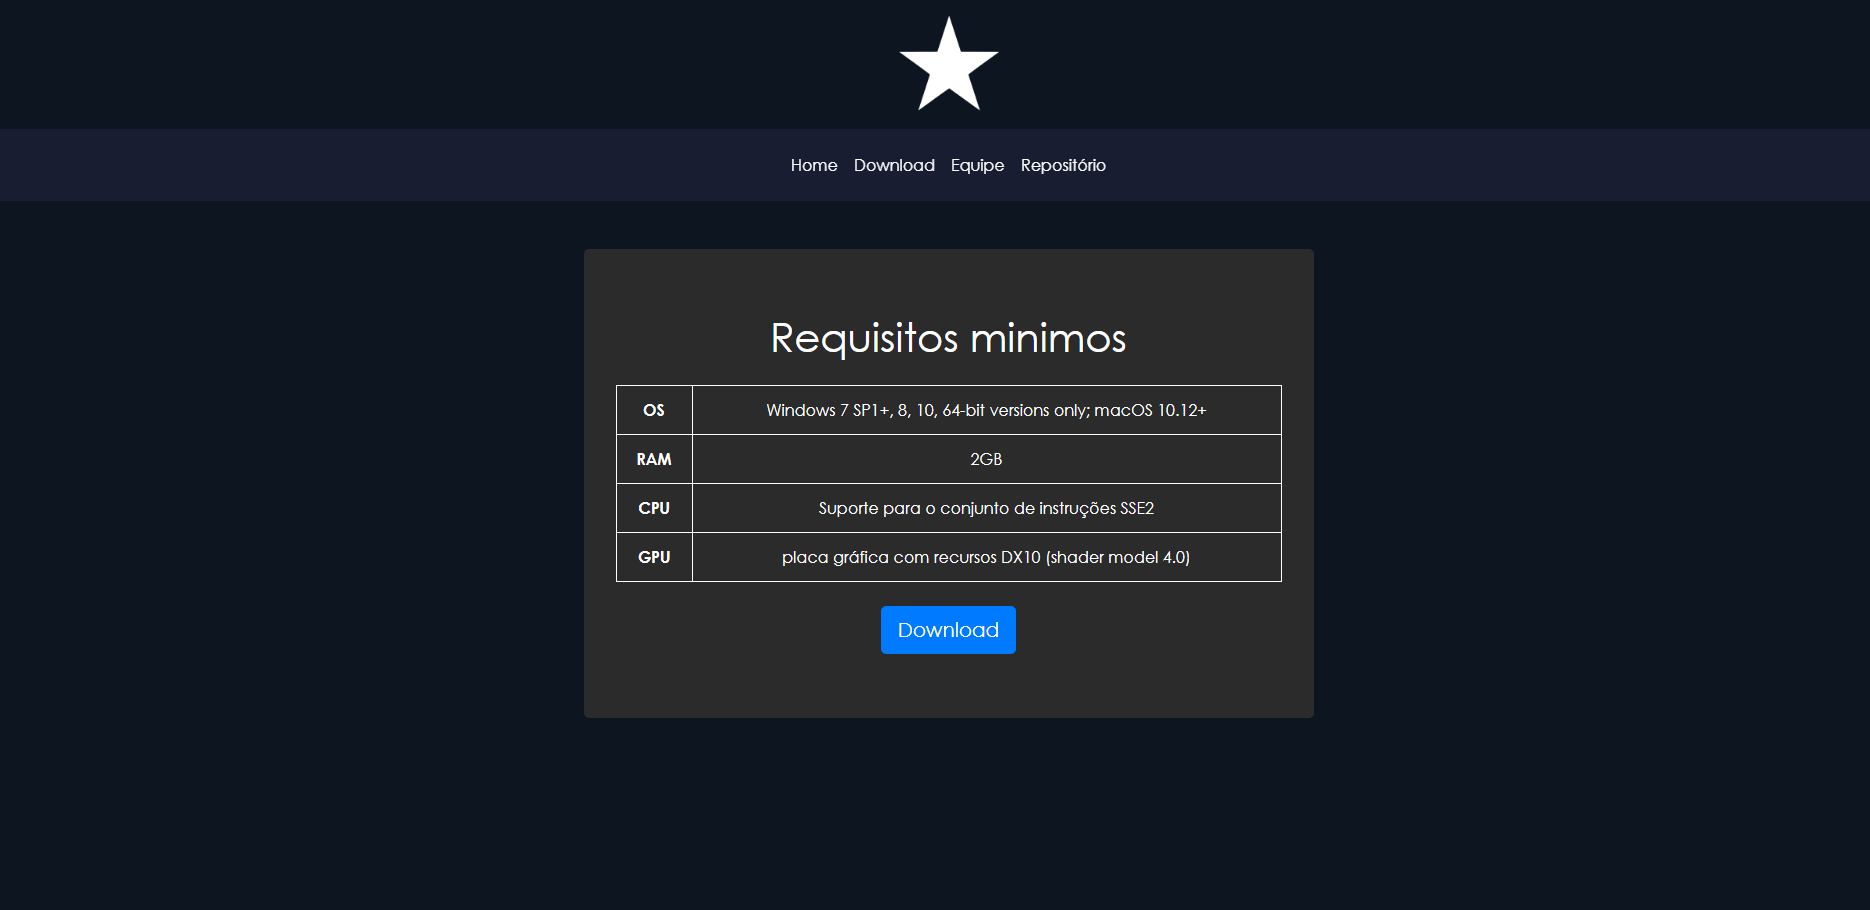 Home Download Equipe Repositório
Requisitos minimos
OS Windows 7 SP1+, 8, 10, 64-bit versions only; macOS 10.12+
RAM 2GB
CPU Suporte para o conjunto de instruções SSE2
GPU placa gráfica com recursos DX10 (shader model 4.0)
Download